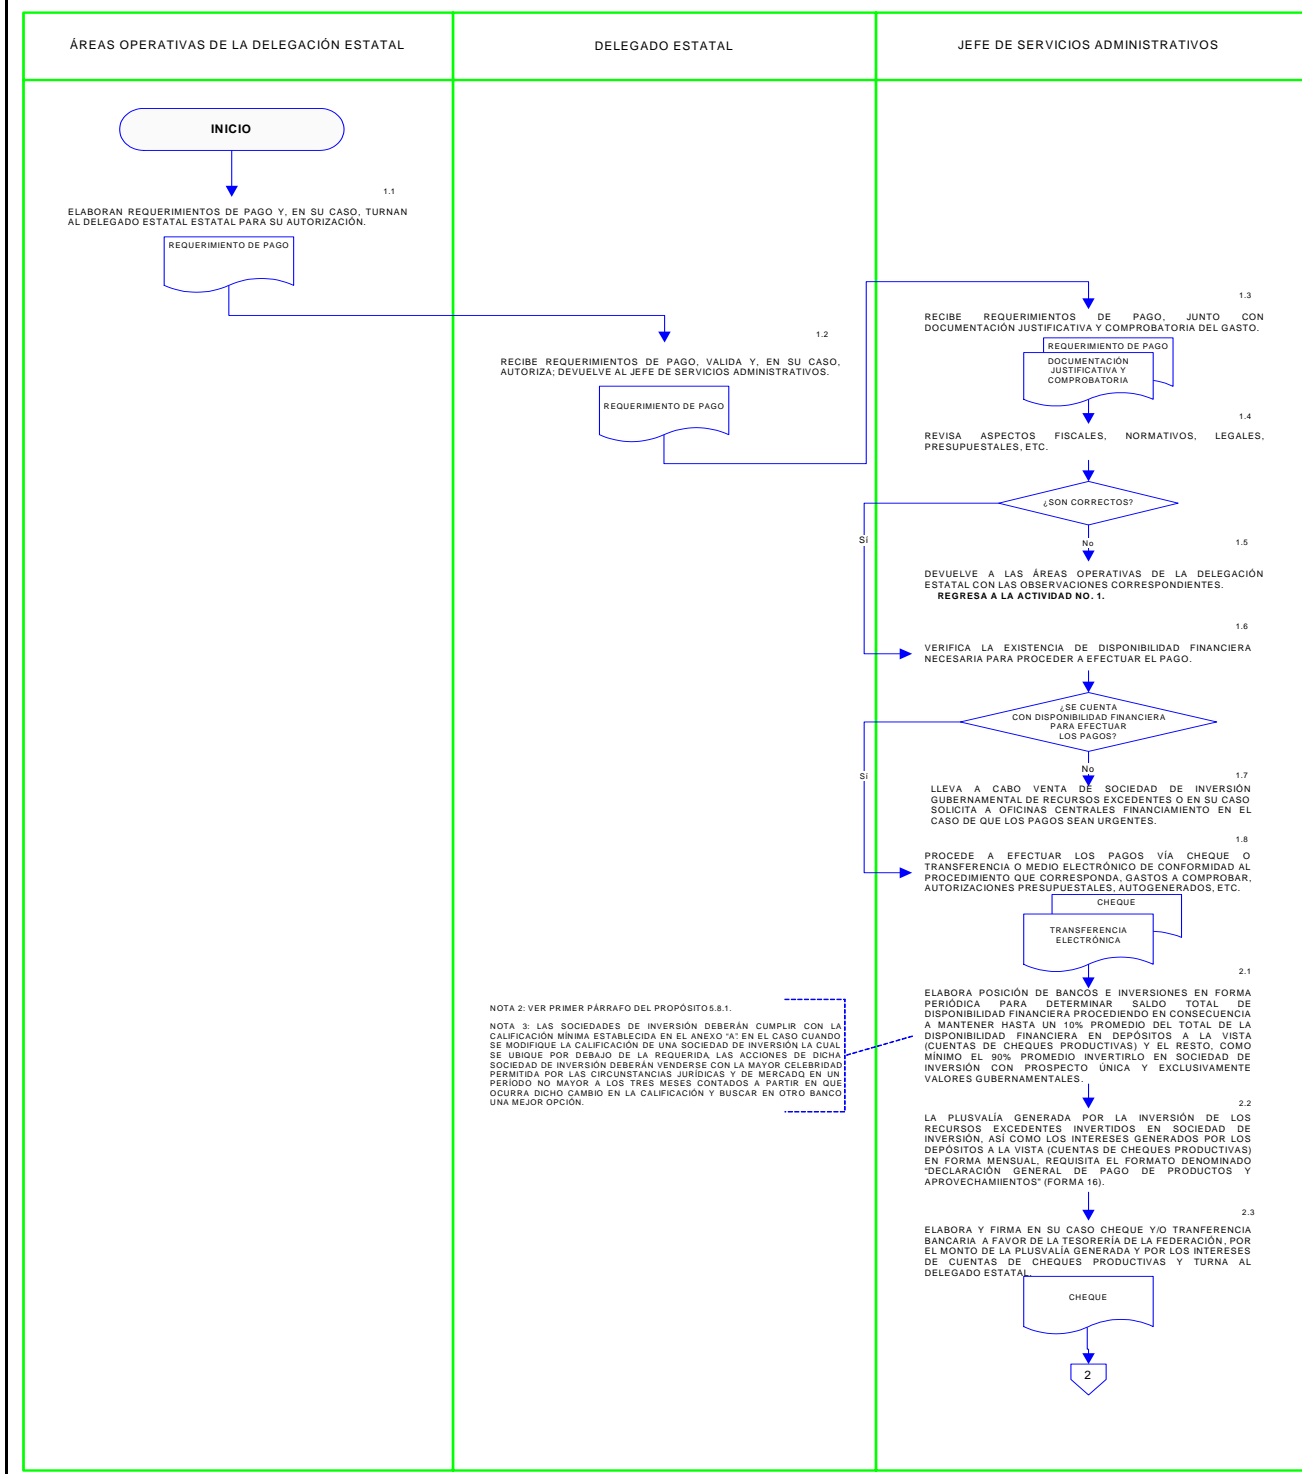 ÁREAS OPERATIVAS DE LA DELEGACIÓN ESTATAL
DELEGADO ESTATAL
JEFE DE SERVICIOS ADMINISTRATIVOS
INICIO
1.1
ELABORAN REQUERIMIENTOS DE PAGO Y, EN SU CASO, TURNAN
AL DELEGADO ESTATAL ESTATAL PARA SU AUTORIZACIÓN.
REQUERIMIENTO DE PAGO
1.2
RECIBE REQUERIMIENTOS DE PAGO, VALIDA Y, EN SU CASO,
AUTORIZA; DEVUELVE AL JEFE DE SERVICIOS ADMINISTRATIVOS.
REQUERIMIENTO DE PAGO
1.3
RECIBE REQUERIMIENTOS DE PAGO, JUNTO CON
DOCUMENTACIÓN JUSTIFICATIVA Y COMPROBATORIA DEL GASTO.
REQUERIMIENTO DE PAGO
DOCUMENTACIÓN
JUSTIFICATIVA Y
COMPROBATORIA
1.4
REVISA ASPECTOS FISCALES, NORMATIVOS, LEGALES,
PRESUPUESTALES, ETC.
¿SON CORRECTOS?
Sí
No
1.5
DEVUELVE A LAS ÁREAS OPERATIVAS DE LA DELEGACIÓN
ESTATAL CON LAS OBSERVACIONES CORRESPONDIENTES.
REGRESA A LA ACTIVIDAD NO. 1.
1.6
VERIFICA LA EXISTENCIA DE DISPONIBILIDAD FINANCIERA
NECESARIA PARA PROCEDER A EFECTUAR EL PAGO.
¿SE CUENTA
CON DISPONIBILIDAD FINANCIERA
PARA EFECTUAR
LOS PAGOS?
Sí
No
1.7
LLEVA A CABO VENTA DE SOCIEDAD DE INVERSIÓN
GUBERNAMENTAL DE RECURSOS EXCEDENTES O EN SU CASO
SOLICITA A OFICINAS CENTRALES FINANCIAMIENTO EN EL
CASO DE QUE LOS PAGOS SEAN URGENTES.
1.8
PROCEDE A EFECTUAR LOS PAGOS VÍA CHEQUE O
TRANSFERENCIA O MEDIO ELECTRÓNICO DE CONFORMIDAD AL
PROCEDIMIENTO QUE CORRESPONDA, GASTOS A COMPROBAR,
AUTORIZACIONES PRESUPUESTALES, AUTOGENERADOS, ETC.
CHEQUE
TRANSFERENCIA
ELECTRÓNICA
2.1
ELABORA POSICIÓN DE BANCOS E INVERSIONES EN FORMA
PERIÓDICA PARA DETERMINAR SALDO TOTAL DE
DISPONIBILIDAD FINANCIERA PROCEDIENDO EN CONSECUENCIA
A MANTENER HASTA UN 10% PROMEDIO DEL TOTAL DE LA
DISPONIBILIDAD FINANCIERA EN DEPÓSITOS A LA VISTA
(CUENTAS DE CHEQUES PRODUCTIVAS) Y EL RESTO, COMO
MÍNIMO EL 90% PROMEDIO INVERTIRLO EN SOCIEDAD DE
INVERSIÓN CON PROSPECTO ÚNICA Y EXCLUSIVAMENTE
VALORES GUBERNAMENTALES.
NOTA 2: VER PRIMER PÁRRAFO DEL PROPÓSITO 5.8.1.
NOTA 3: LAS SOCIEDADES DE INVERSIÓN DEBERÁN CUMPLIR CON LA
CALIFICACIÓN MÍNIMA ESTABLECIDA EN EL ANEXO "A". EN EL CASO CUANDO
SE MODIFIQUE LA CALIFICACIÓN DE UNA SOCIEDAD DE INVERSIÓN LA CUAL
SE UBIQUE POR DEBAJO DE LA REQUERIDA, LAS ACCIONES DE DICHA
SOCIEDAD DE INVERSIÓN DEBERÁN VENDERSE CON LA MAYOR CELEBRIDAD
PERMITIDA POR LAS CIRCUNSTANCIAS JURÍDICAS Y DE MERCADO, EN UN
PERÍODO NO MAYOR A LOS TRES MESES CONTADOS A PARTIR EN QUE
OCURRA DICHO CAMBIO EN LA CALIFICACIÓN Y BUSCAR EN OTRO BANCO
UNA MEJOR OPCIÓN.
2.2
LA PLUSVALÍA GENERADA POR LA INVERSIÓN DE LOS
RECURSOS EXCEDENTES INVERTIDOS EN SOCIEDAD DE
INVERSIÓN, ASÍ COMO LOS INTERESES GENERADOS POR LOS
DEPÓSITOS A LA VISTA (CUENTAS DE CHEQUES PRODUCTIVAS)
EN FORMA MENSUAL, REQUISITA EL FORMATO DENOMINADO
"DECLARACIÓN GENERAL DE PAGO DE PRODUCTOS Y
APROVECHAMIIENTOS" (FORMA 16).
2.3
ELABORA Y FIRMA EN SU CASO CHEQUE Y/O TRANFERENCIA
BANCARIA A FAVOR DE LA TESORERÍA DE LA FEDERACIÓN, POR
EL MONTO DE LA PLUSVALÍA GENERADA Y POR LOS INTERESES
DE CUENTAS DE CHEQUES PRODUCTIVAS Y TURNA AL
DELEGADO ESTATAL.
CHEQUE
2